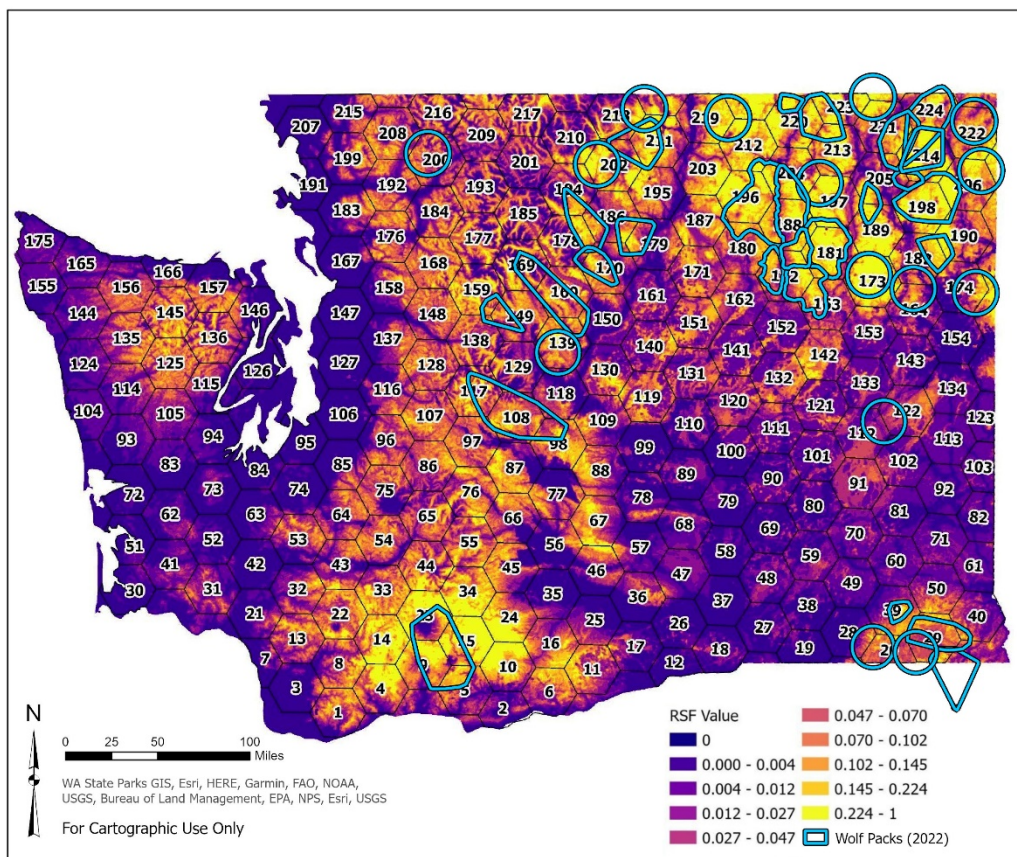 215 216 217 219 220 223 224
207 208 209 210 212 213 222
199 200 201 202 203 205 214
191 192 193 195 196 197 198
183 184 185 186 187 189 190
175 176 177 178 179 180 181
165 166 167 168 169 170 171 173 174
155 156 157 158 159 160 161 162
144 145 146 147 148 149 150 151 152 153 154
135 136 137 138 139 140 141 142 143
124 125 126 127 128 129 130 131 132 133 134
114 115 116 117 118 119 120 121 122 123
104 105 106 107 108 109 110 111 112 113
93 94 95 96 97 98 99 100 101 102 103
83 84 85 86 87 88 89 90 91 92
72 73 74 75 76 77 78 79 80 81 82
62 63 64 65 66 67 68 69 70 71
51 52 53 54 55 56 57 58 59 60 61
41 42 43 44 45 46 47 48 49 50
30 31 32 33 34 35 36 37 38 39 40
21 22 24 25 26 27 28
13 14 15 16 17 18 19
7 8 10 11 12
3 4 5 6
1 2
N
0 25 50 100
Miles
WA State Parks GIS, Esri, HERE, Garmin, FAO, NOAA,
USGS, Bureau of Land Management, EPA, NPS, Esri, USGS
For Cartographic Use Only
RSF Value
0
0.000 - 0.004
0.004 - 0.012
0.012 - 0.027
0.027 - 0.047
0.047 - 0.070
0.070 - 0.102
0.102 - 0.145
0.145 - 0.224
0.224 - 1
Wolf Packs (2022)